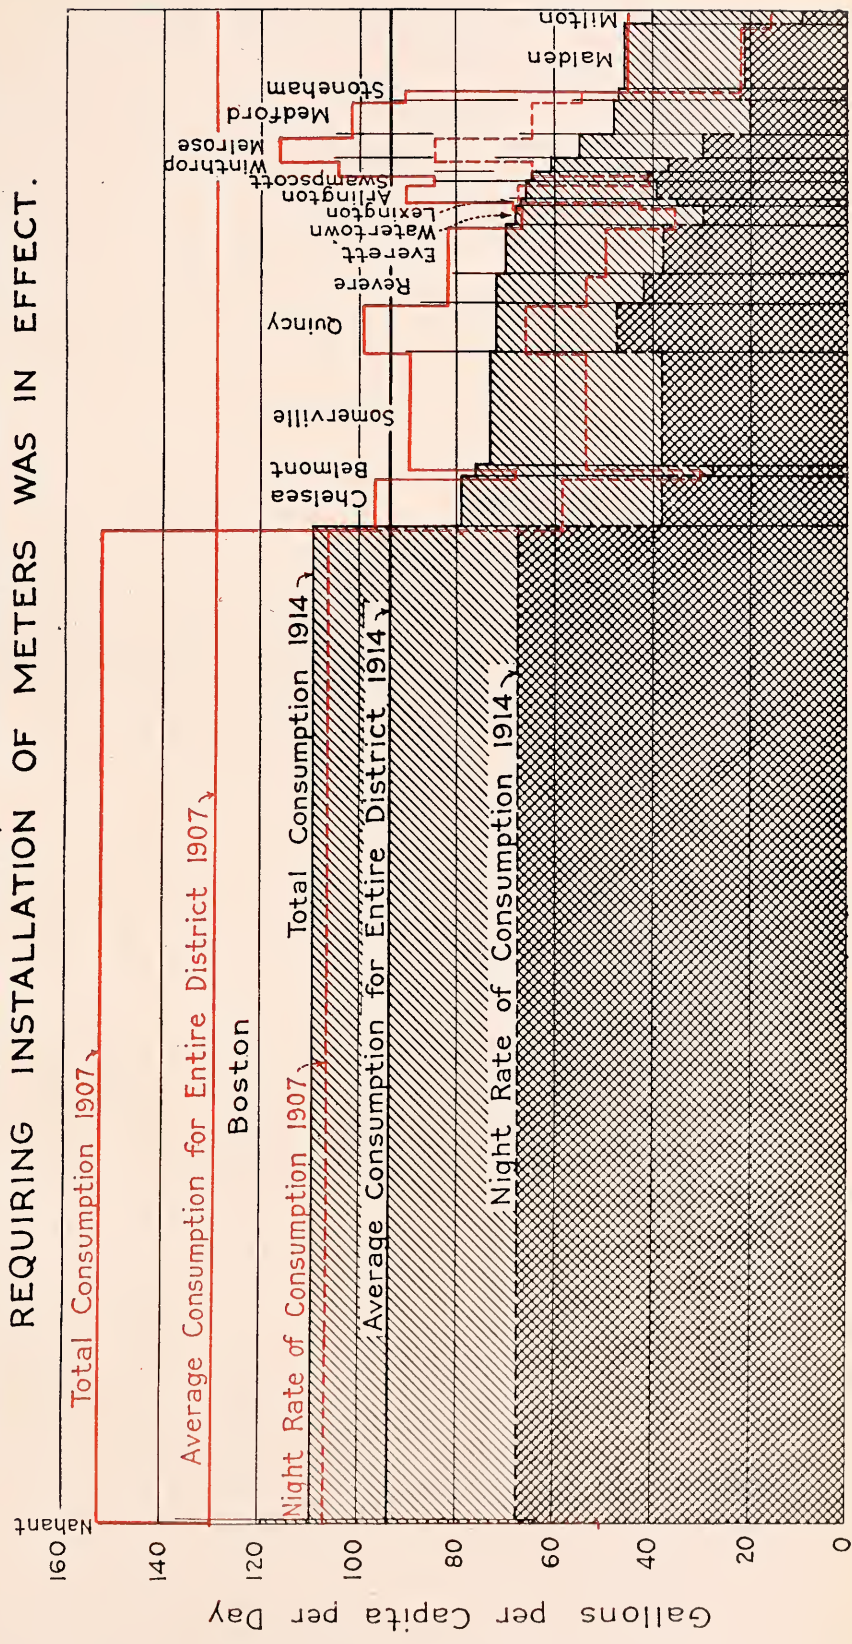 REQUIRING INSTALLATION OF METERS WAS IN EFFECT.
Gallons per Capita per Day
160
140
120
100
80
60
40
20
0
Nahant
Total Consumption 1907
Average Consumption for Entire District 1907
Boston
Night Rate of Consumption 1907
Total Consumption 1914
Average Consumption for Entire District 1914
Night Rate of Consumption 1914
Chelsea
Belmont
Somerville
Quincy
Revere
Everett
Watertown
Lexington
Arlington
Swampscott
Winthrop
Melrose
Medford
Stoneham
Malden
Milton